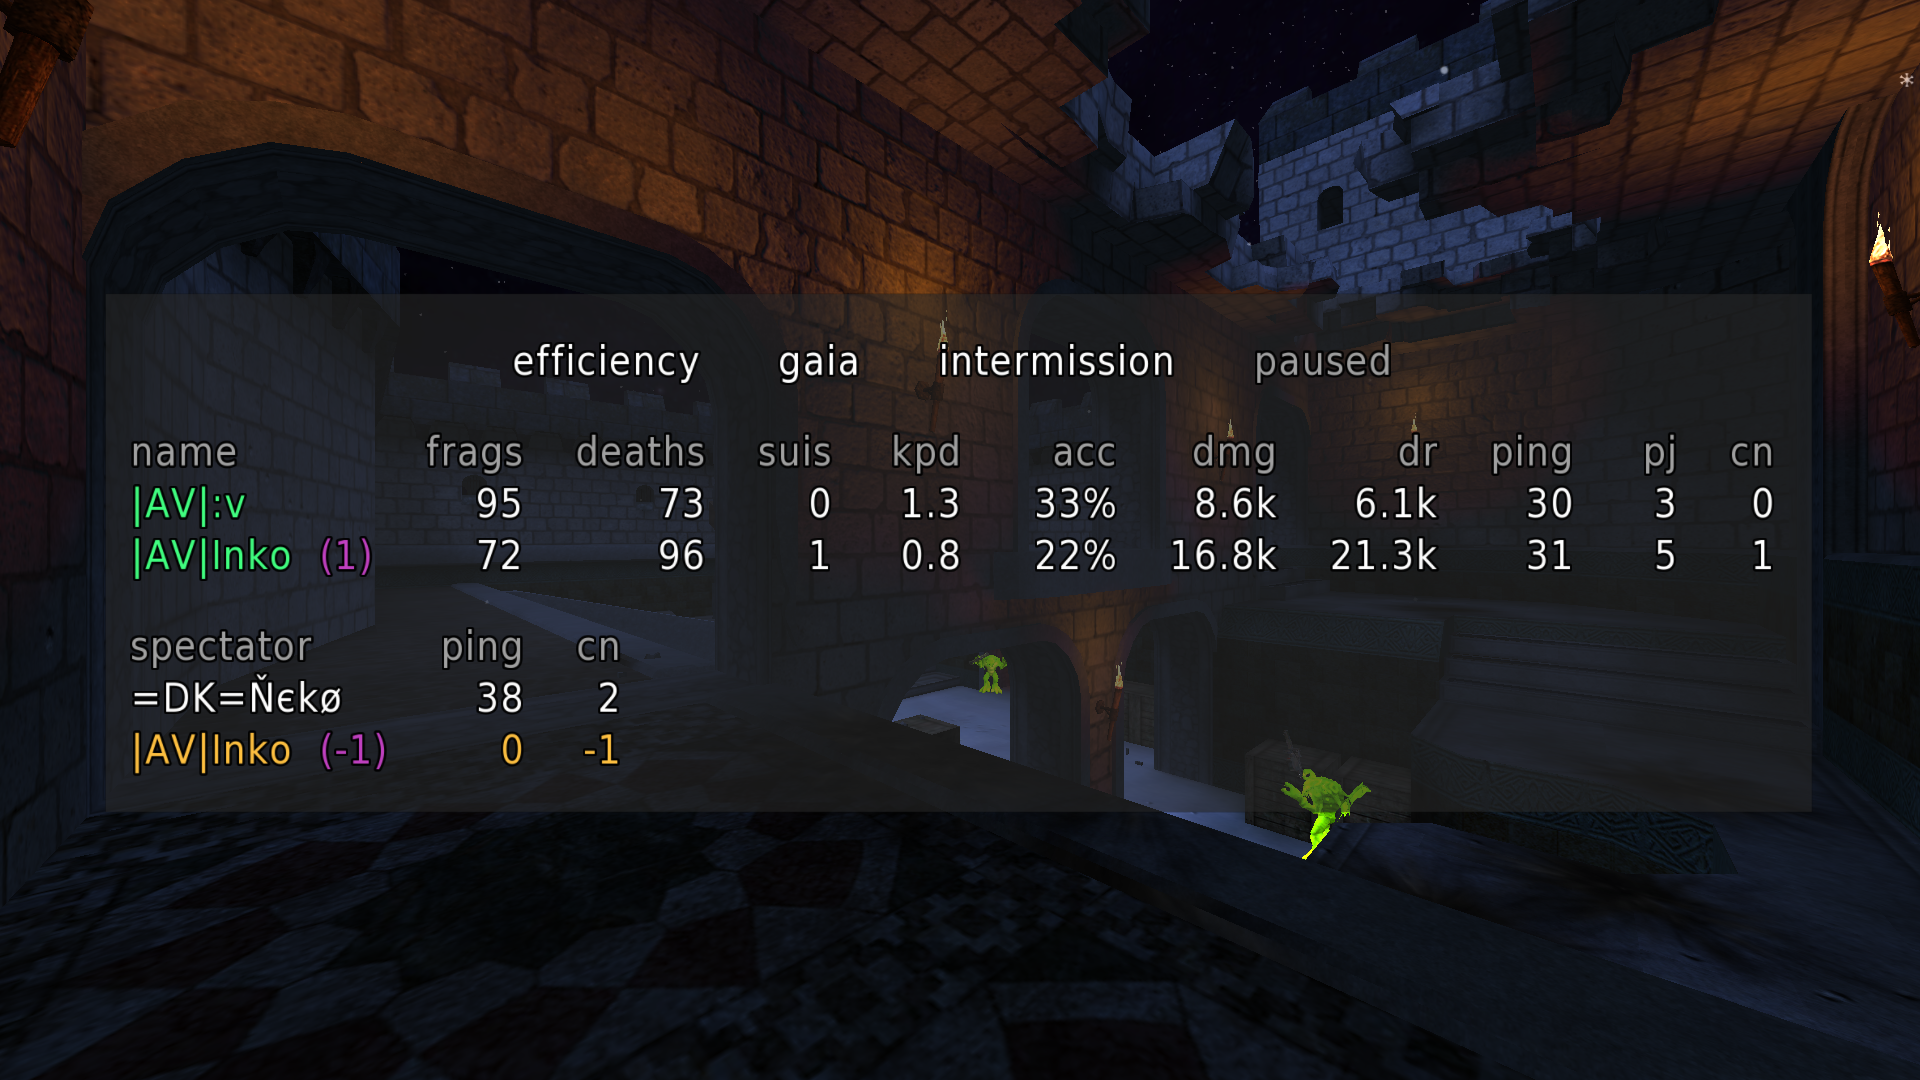 efficiency gaia intermission paused
name frags deaths suis kpd acc dmg dr ping pj cn
|AV|:v 95 73 0 1.3 33% 8.6k 6.1k 30 3 0
|AV|Inko (1) 72 96 1 0.8 22% 16.8k 21.3k 31 5 1
spectator ping cn
=DK=Ňєkø 38 2
|AV|Inko (-1) 0 -1